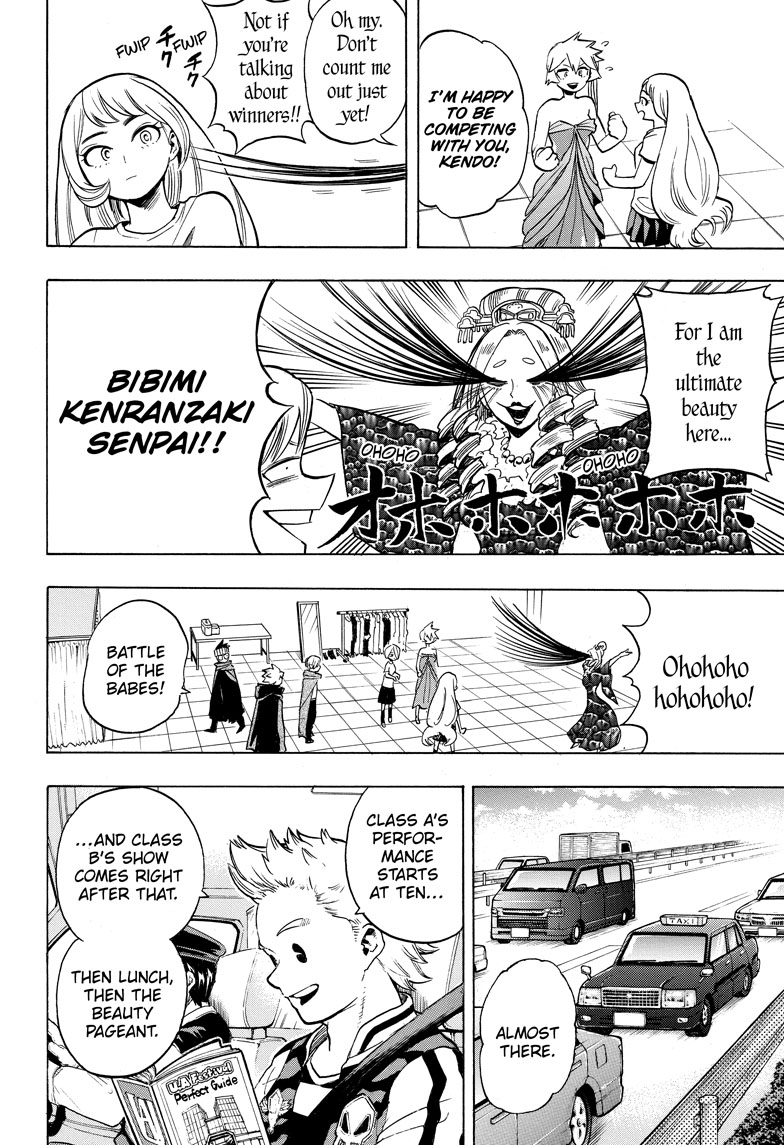 I'M HAPPY
TO BE
COMPETING
WITH YOU,
KENDO!
Oh my.
Don't
count me
out just
yet!
Not if
you're
talking
about
winners!!
FWIP
チク
FWIP
チク
For I am
the
ultimate
beauty
here...
OHOHO
OHOHO
オホホホホホ
BIBIMI
KENRANZAKI
SENPAI!!
Ohohoho
hohohoho!
BATTLE
OF THE
BABES!
TAXI
ALMOST
THERE.
CLASS A'S
PERFOR-
MANCE
STARTS
AT TEN...
...AND CLASS
B'S SHOW
COMES RIGHT
AFTER THAT.
THEN LUNCH,
THEN THE
BEAUTY
PAGEANT.
U.A Festival
Perfect Guide